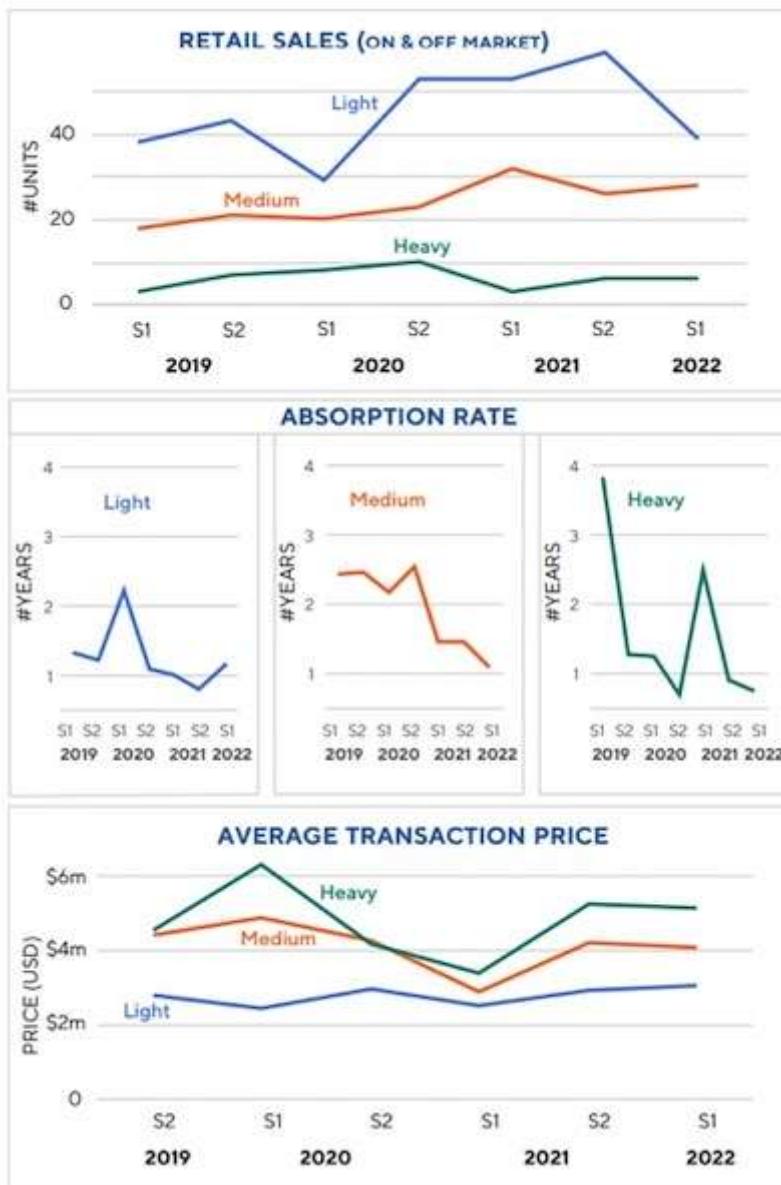 RETAIL SALES (ON & OFF MARKET)
Light
40
#UNITS
Medium
20
Heavy
0
S1 S2 S1 S2 S1 S2 S1
2019 2020 2021 2022
ABSORPTION RATE
4 4 4
Light Medium Heavy
3 3 3
#YEARS #YEARS #YEARS
2 2 2
1 1 1
S1 S2 S1 S2 S1 S2 S1 S1 S2 S1 S2 S1 S2 S1 S1 S2 S1 S2 S1 S2 S1
2019 2020 2021 2022 2019 2020 2021 2022 2019 2020 2021 2022
AVERAGE TRANSACTION PRICE
$6m
Heavy
Medium
$4m
PRICE (USD)
Light
$2m
0
S2 S1 S2 S1 S2 S1
2019 2020 2021 2022